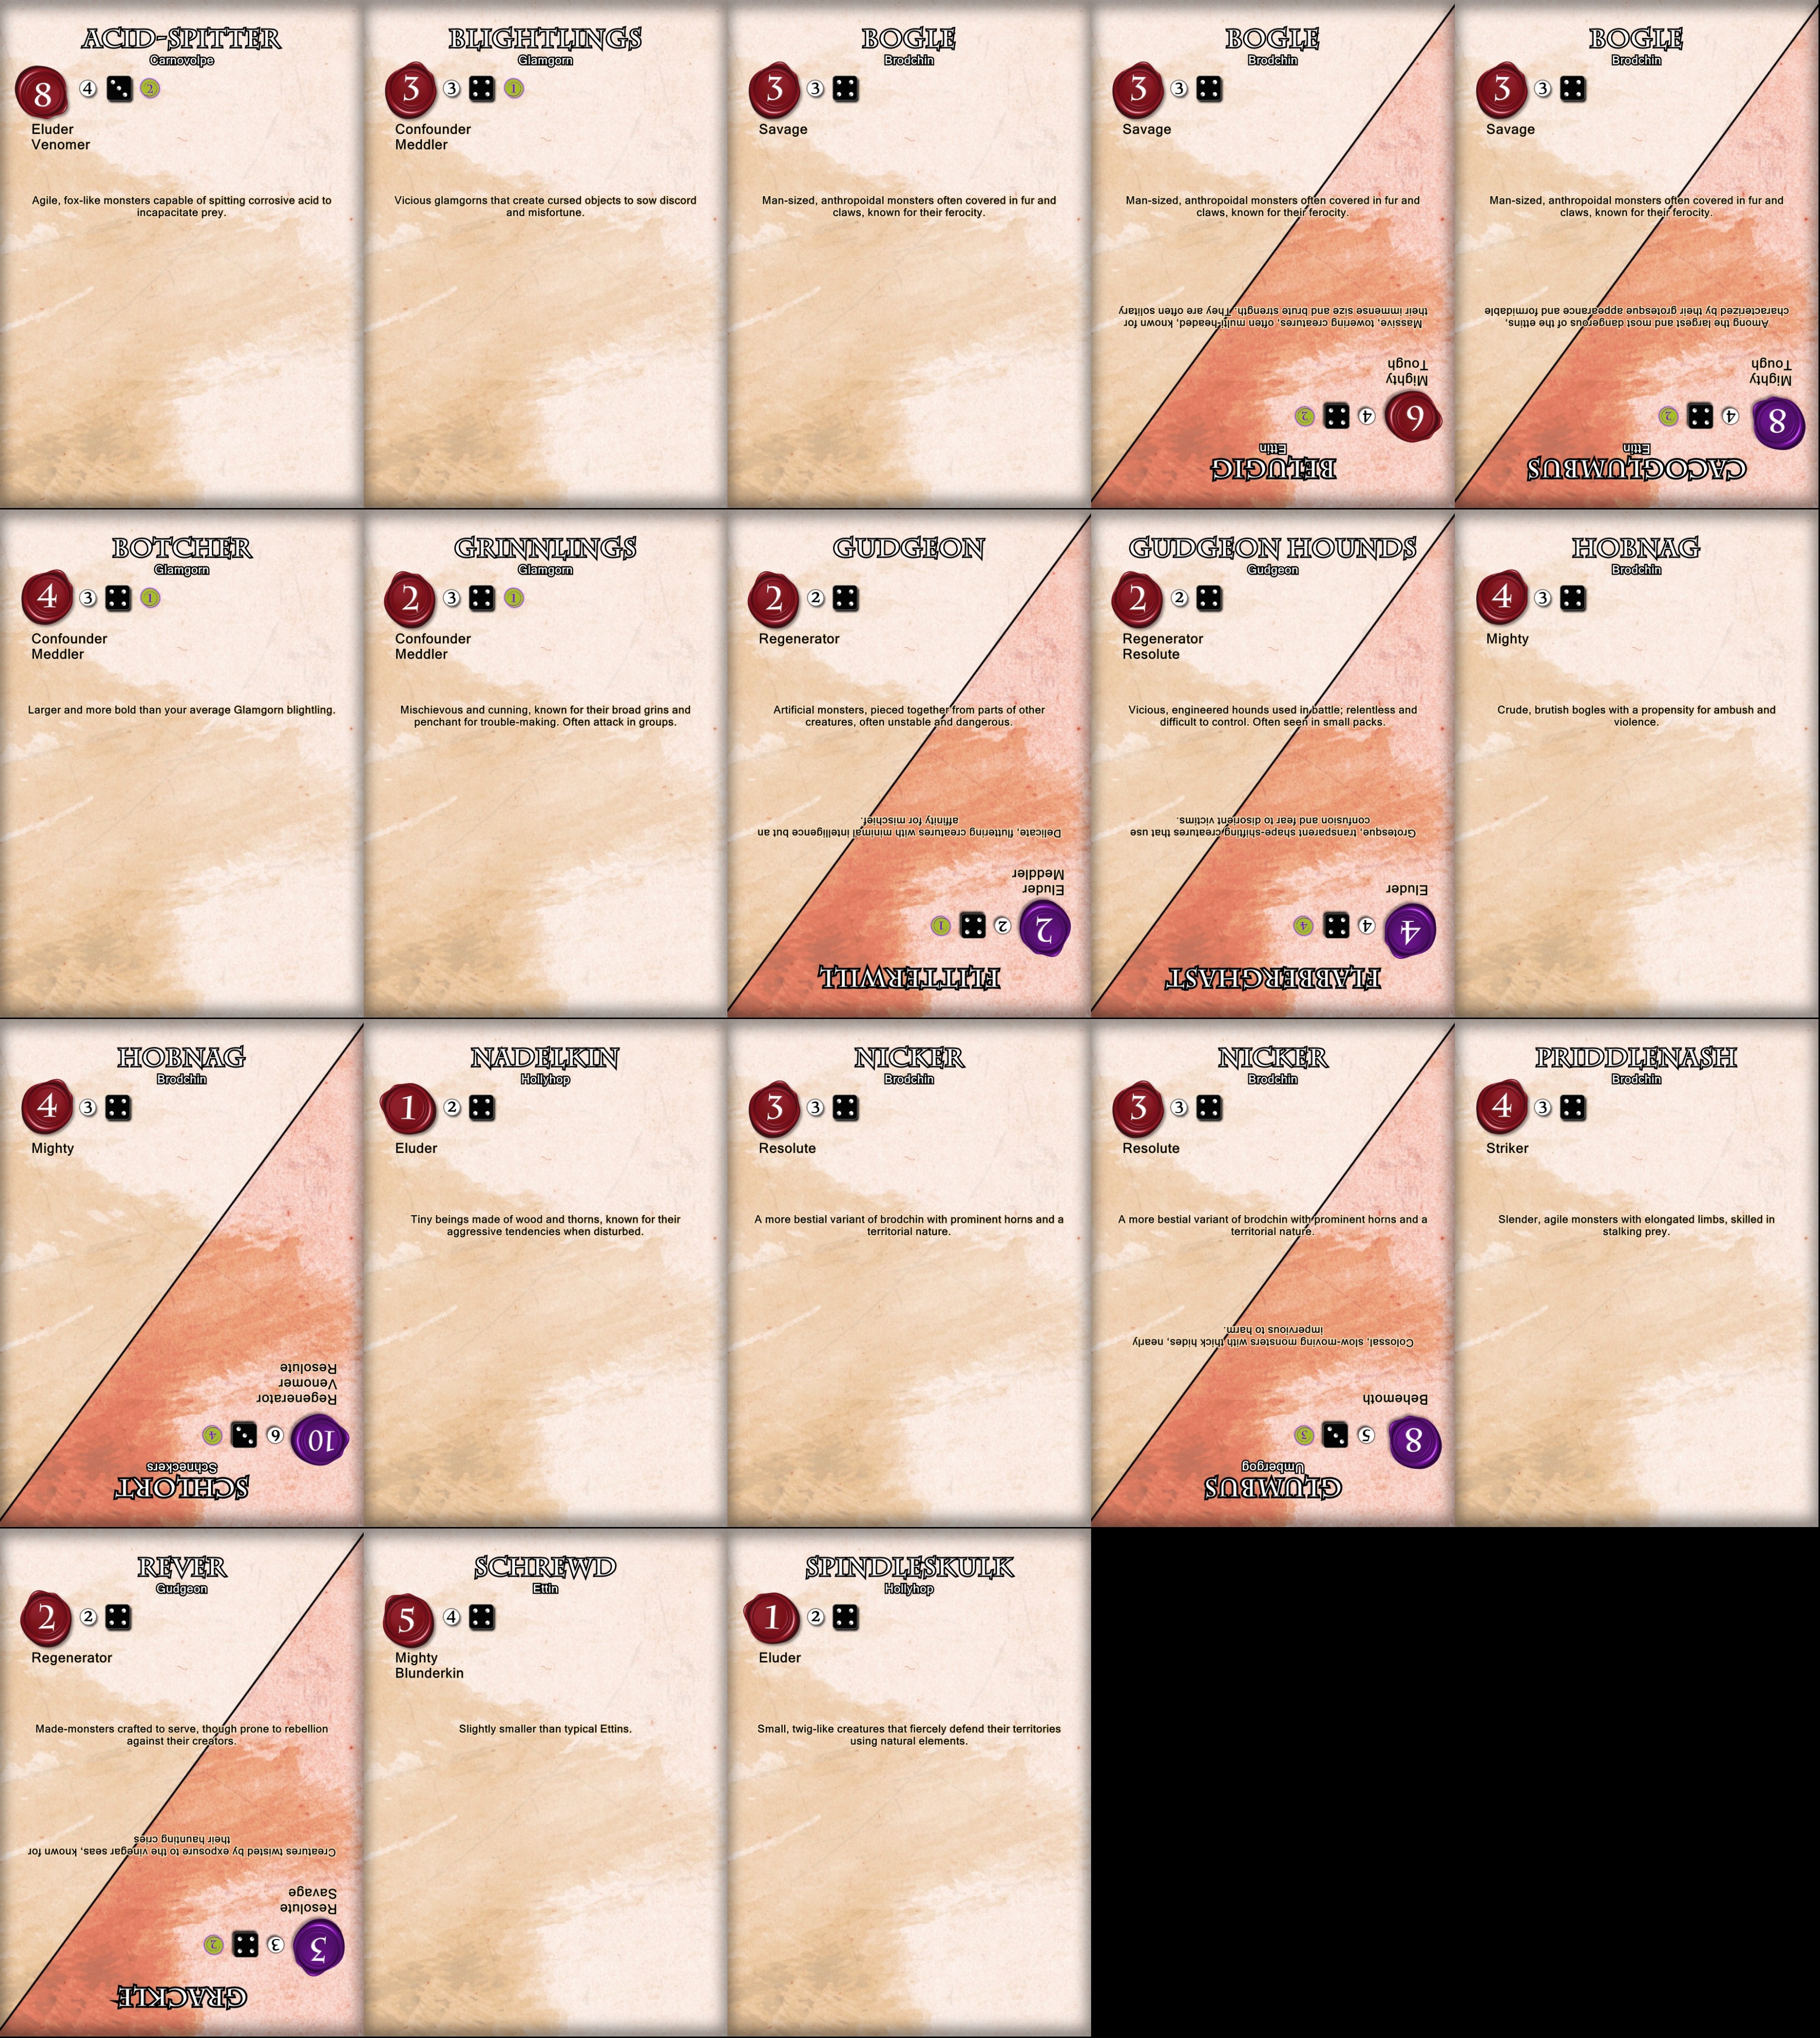 ACID-SPITTER
Carnovolpe
8 4 2
Eluder
Venomer
Agile, fox-like monsters capable of spitting corrosive acid to
incapacitate prey.
BLIGHTLINGS
Glamgorn
3 3 1
Confounder
Meddler
Vicious glamgorns that create cursed objects to sow discord
and misfortune.
BOGLE
Brodchin
3 3
Savage
Man-sized, anthropoidal monsters often covered in fur and
claws, known for their ferocity.
BOGLE
Brodchin
3 3
Savage
Man-sized, anthropoidal monsters often covered in fur and
claws, known for their ferocity.
BELUGIG
Ettin
6 4 2
Mighty
Tough
Massive, towering creatures, often multi-headed, known for
their immense size and brute strength. They are often solitary
BOGLE
Brodchin
3 3
Savage
Man-sized, anthropoidal monsters often covered in fur and
claws, known for their ferocity.
CACOGLUMBUS
Ettin
8 4 2
Mighty
Tough
Among the largest and most dangerous of the etins,
characterized by their grotesque appearance and formidable
BOTCHER
Glamgorn
4 3 1
Confounder
Meddler
Larger and more bold than your average Glamgorn blightling.
GRINNLINGS
Glamgorn
2 3 1
Confounder
Meddler
Mischievous and cunning, known for their broad grins and
penchant for trouble-making. Often attack in groups.
GUDGEON
2 2
Regenerator
Artificial monsters, pieced together from parts of other
creatures, often unstable and dangerous.
FLITTERWILL
2 2 1
Eluder
Meddler
Delicate, fluttering creatures with minimal intelligence but an
affinity for mischief.
GUDGEON HOUNDS
Gudgeon
2 2
Regenerator
Resolute
Vicious, engineered hounds used in battle; relentless and
difficult to control. Often seen in small packs.
FLABBERGHAST
4 4 4
Eluder
Grotesque, transparent shape-shifting creatures that use
confusion and fear to disorient victims.
HOBNAG
Brodchin
4 3
Mighty
Crude, brutish bogles with a propensity for ambush and
violence.
HOBNAG
Brodchin
4 3
Mighty
SCHLORT
Schneckers
10 6 4
Regenerator
Venomer
Resolute
NADELKIN
Hollyhop
1 2
Eluder
Tiny beings made of wood and thorns, known for their
aggressive tendencies when disturbed.
NICKER
Brodchin
3 3
Resolute
A more bestial variant of brodchin with prominent horns and a
territorial nature.
NICKER
Brodchin
3 3
Resolute
A more bestial variant of brodchin with prominent horns and a
territorial nature.
GLUMBUS
Umbergog
8 5 3
Behemoth
Colossal, slow-moving monsters with thick hides, nearly
impervious to harm.
PRIDDLENASH
Brodchin
4 3
Striker
Slender, agile monsters with elongated limbs, skilled in
stalking prey.
REVER
Gudgeon
2 2
Regenerator
Made-monsters crafted to serve, though prone to rebellion
against their creators.
GRACKLE
3 3 2
Resolute
Savage
Creatures twisted by exposure to the vinegar seas, known for
their haunting cries
SCHREWD
Ettin
5 4
Mighty
Blunderkin
Slightly smaller than typical Ettins.
SPINDLESKULK
Hollyhop
1 2
Eluder
Small, twig-like creatures that fiercely defend their territories
using natural elements.